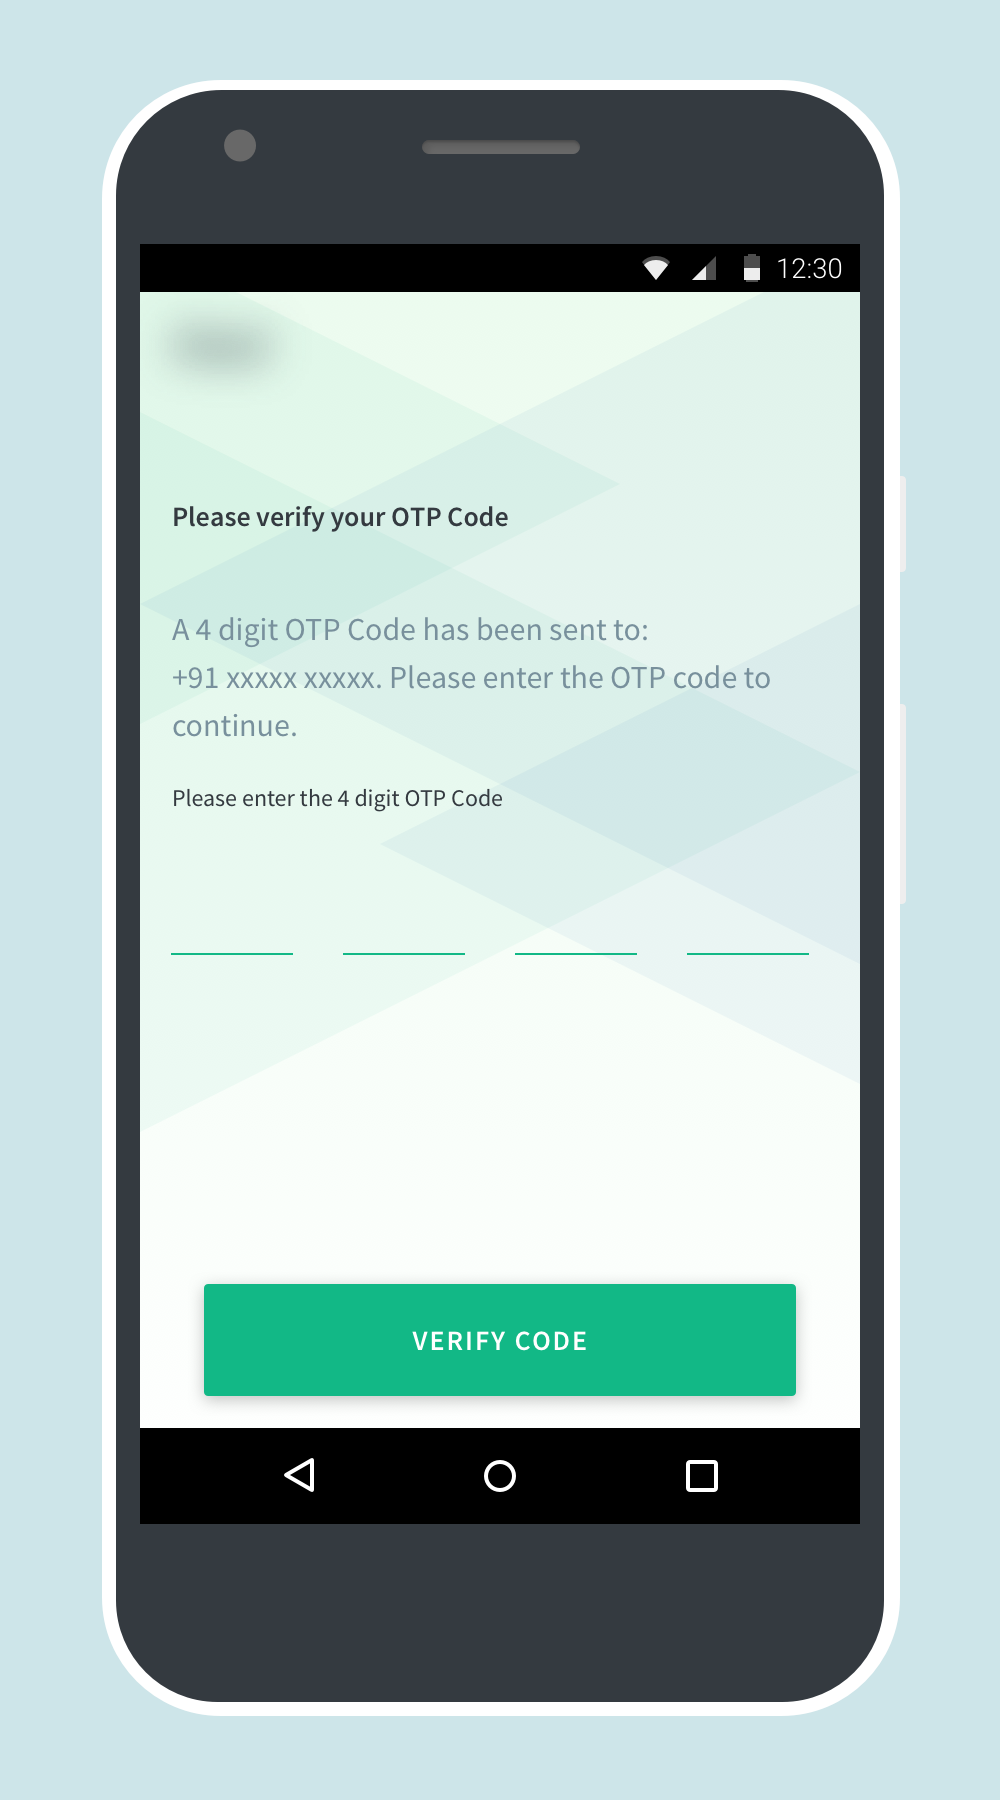 12:30
Please verify your OTP Code
A 4 digit OTP Code has been sent to:
+91 xxxxx xxxxx. Please enter the OTP code to
continue.
Please enter the 4 digit OTP Code
VERIFY CODE